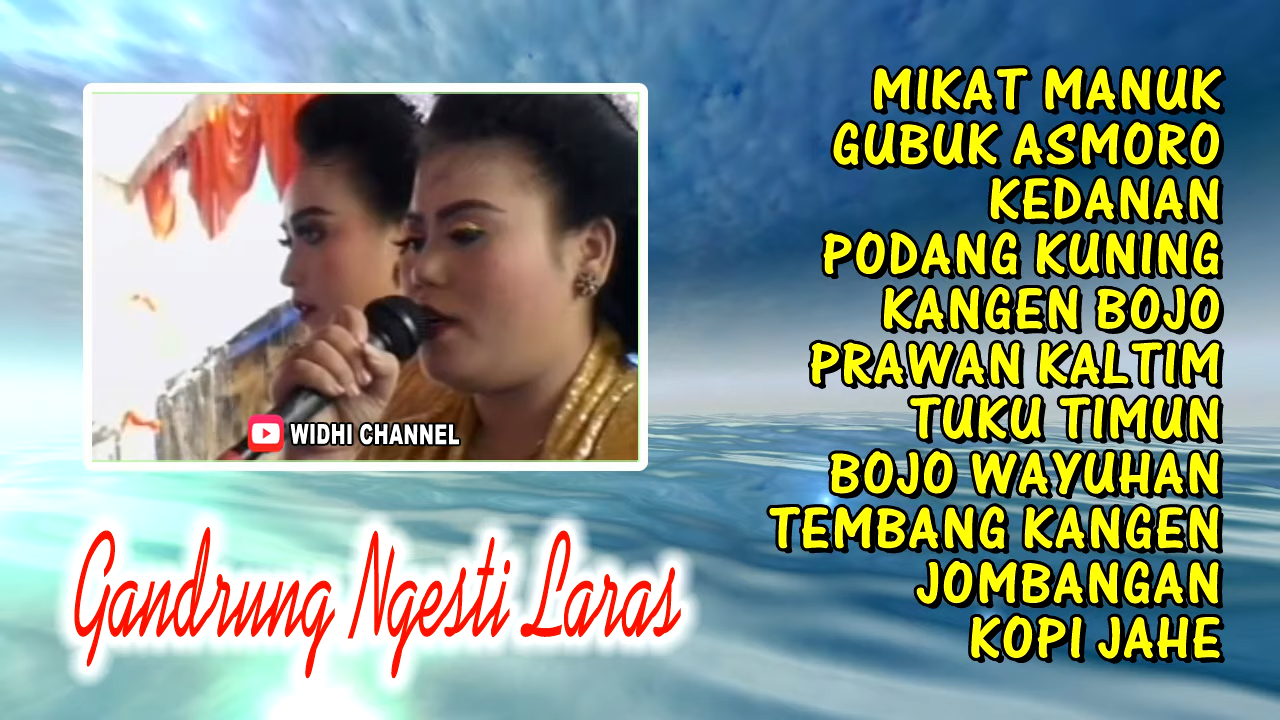 WIDHI CHANNEL
Gandrung Ngesti Laras
MIKAT MANUK
GUBUK ASMORO
KEDANAN
PODANG KUNING
KANGEN BOJO
PRAWAN KALTIM
TUKU TIMUN
BOJO WAYUHAN
TEMBANG KANGEN
JOMBANGAN
KOPI JAHE